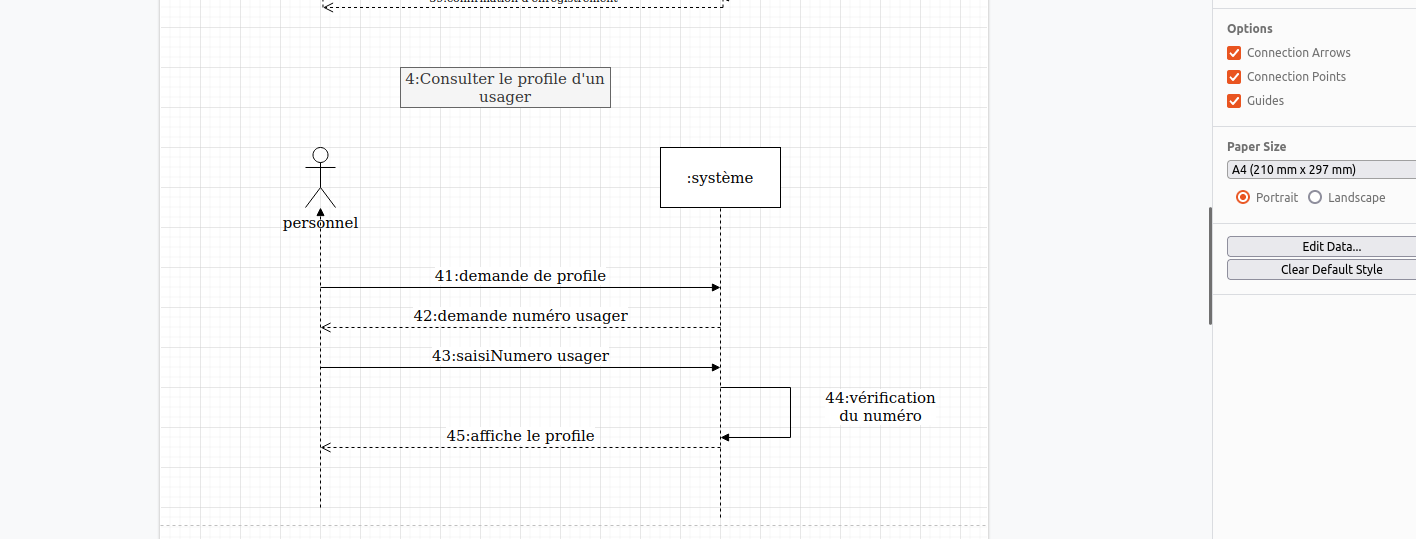 4:Consulter le profile d'un
usager
:système
personnel
41:demande de profile
42:demande numéro usager
43:saisiNumero usager
44:vérification
du numéro
45:affiche le profile
Options
Connection Arrows
Connection Points
Guides
Paper Size
A4 (210 mm x 297 mm)
Portrait
Landscape
Edit Data...
Clear Default Style